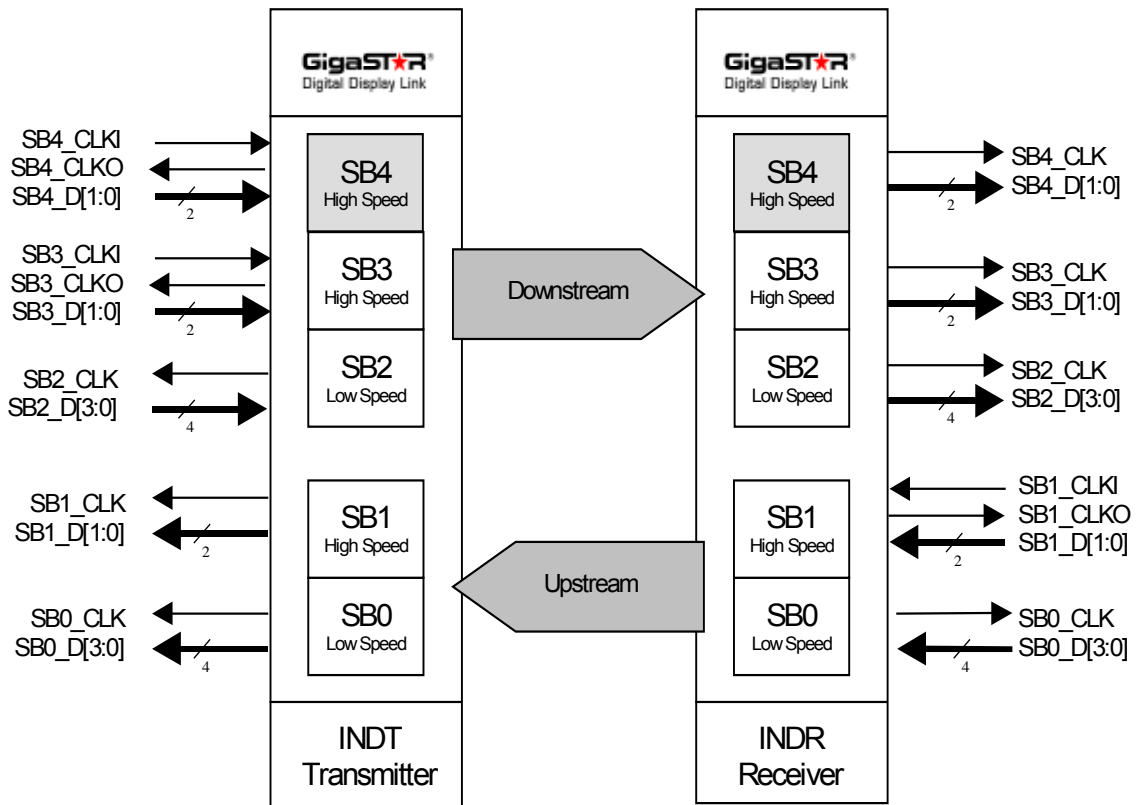 GigaST★R®
Digital Display Link
GigaST★R®
Digital Display Link
SB4_CLKI
SB4_CLKO
SB4_D[1:0]
2
SB3_CLKI
SB3_CLKO
SB3_D[1:0]
2
SB2_CLK
SB2_D[3:0]
4
SB1_CLK
SB1_D[1:0]
2
SB0_CLK
SB0_D[3:0]
4
SB4
High Speed
SB3
High Speed
SB2
Low Speed
SB1
High Speed
SB0
Low Speed
INDT
Transmitter
Downstream
Upstream
SB4
High Speed
SB3
High Speed
SB2
Low Speed
SB1
High Speed
SB0
Low Speed
INDR
Receiver
SB4_CLK
SB4_D[1:0]
2
SB3_CLK
SB3_D[1:0]
2
SB2_CLK
SB2_D[3:0]
4
SB1_CLKI
SB1_CLKO
SB1_D[1:0]
2
SB0_CLK
SB0_D[3:0]
4